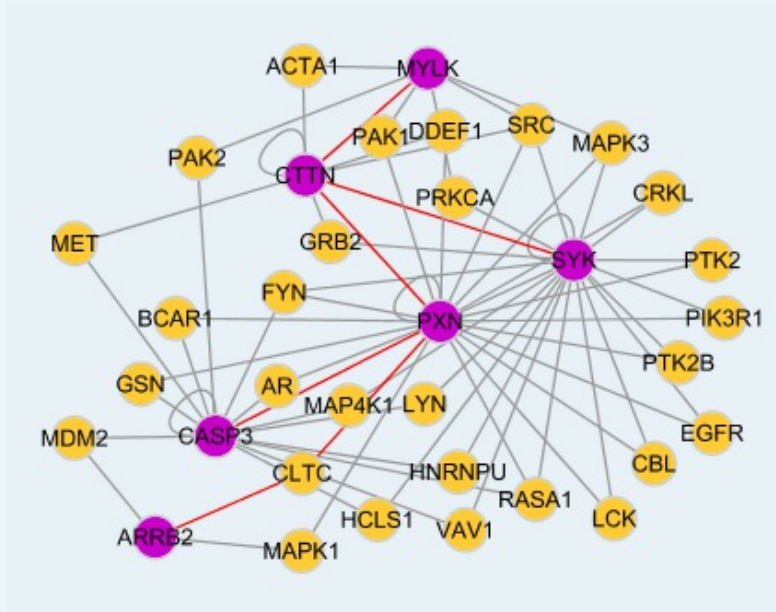 ACTA1
MYLK
PAK1
DDEF1
SRC
MAPK3
PAK2
CTTN
PRKCA
CRKL
MET
GRB2
SYK
PTK2
FYN
BCAR1
PXN
PIK3R1
PTK2B
GSN
AR
MAP4K1
LYN
MDM2
CASP3
EGFR
CLTC
HNRNPU
CBL
RASA1
ARRB2
HCLS1
VAV1
LCK
MAPK1